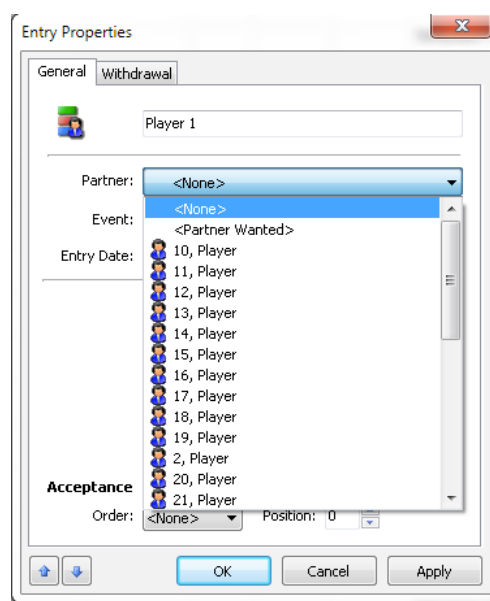 Entry Properties
General Withdrawal
Player 1
Partner: <None>
<None>
Event: <Partner Wanted>
Entry Date: 10, Player
11, Player
12, Player
13, Player
14, Player
15, Player
16, Player
17, Player
18, Player
19, Player
2, Player
20, Player
Acceptance 21, Player
Order: <None> Position: 0
OK Cancel Apply